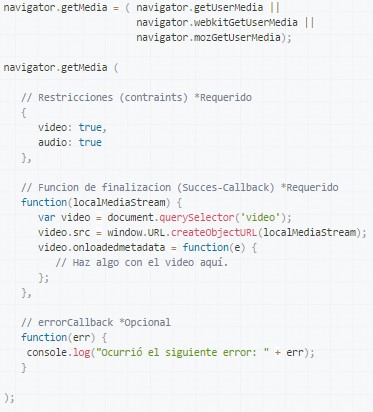 navigator.getMedia = ( navigator.getUserMedia ||
navigator.webkitGetUserMedia ||
navigator.mozGetUserMedia);
navigator.getMedia (
// Restricciones (contraints) *Requerido
{
video: true,
audio: true
},
// Funcion de finalizacion (Succes-Callback) *Requerido
function(localMediaStream) {
var video = document.querySelector('video');
video.src = window.URL.createObjectURL(localMediaStream);
video.onloadedmetadata = function(e) {
// Haz algo con el video aquí.
};
},
// errorCallback *Opcional
function(err) {
console.log("Ocurrió el siguiente error: " + err);
}
);